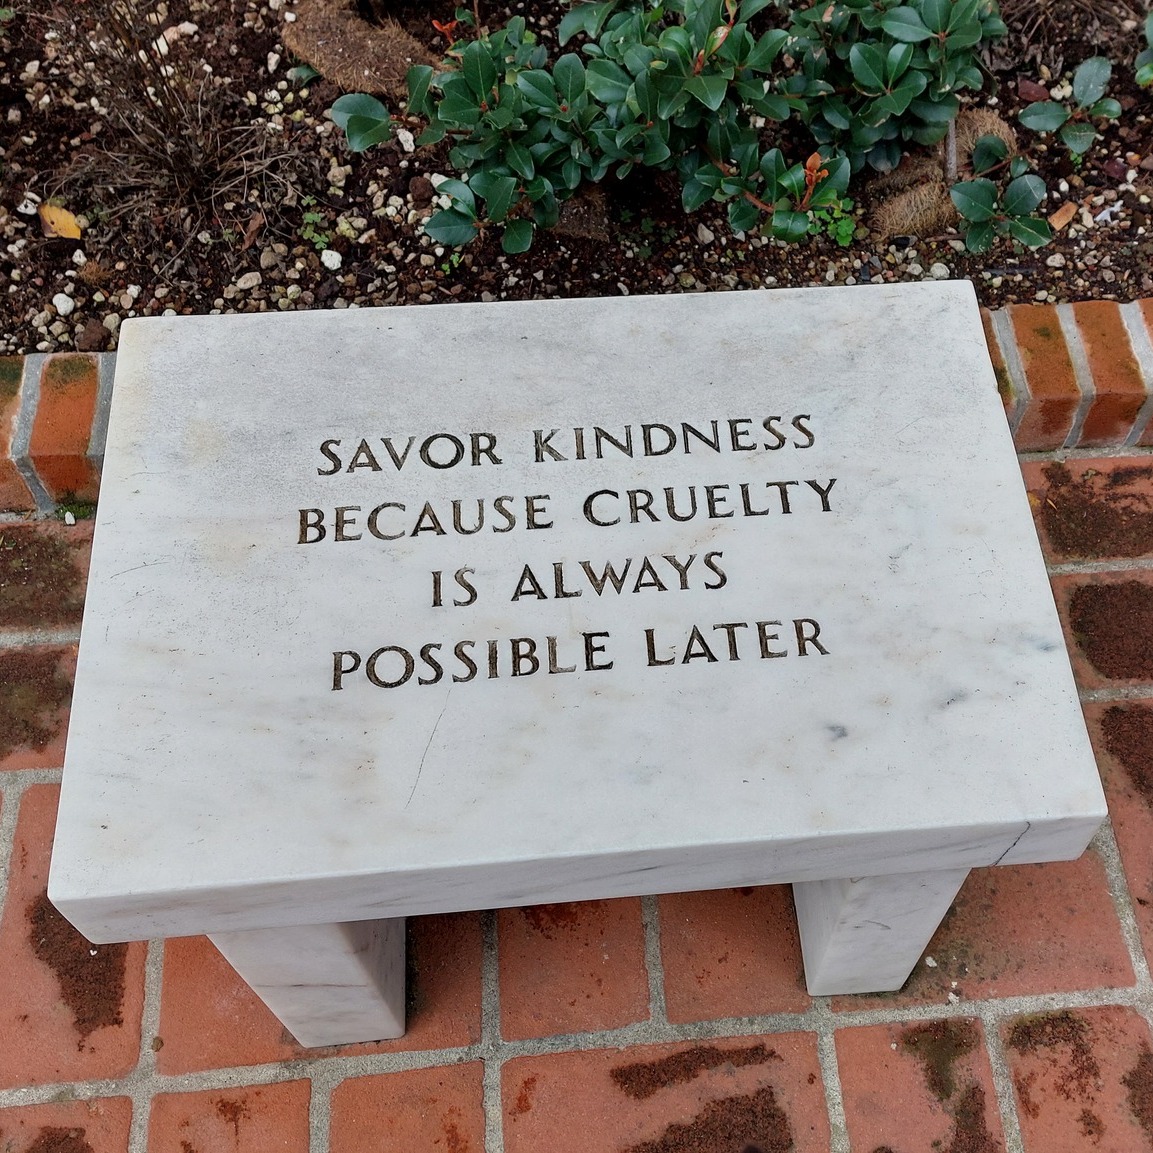 SAVOR KINDNESS
BECAUSE CRUELTY
IS ALWAYS
POSSIBLE LATER